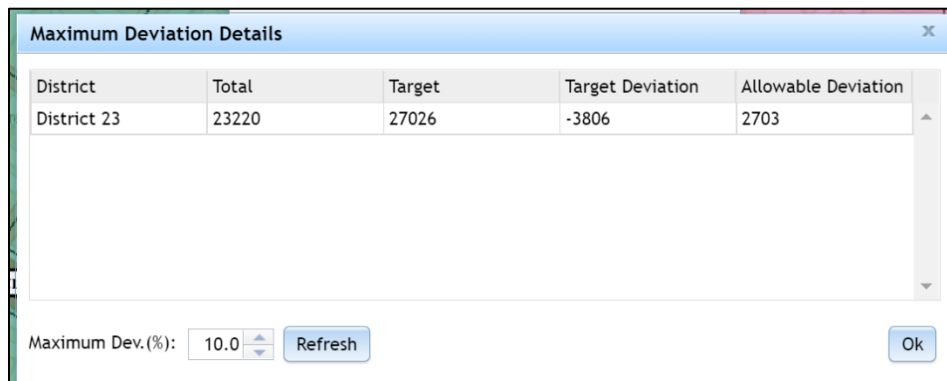 Maximum Deviation Details x
District Total Target Target Deviation Allowable Deviation
District 23 23220 27026 -3806 2703
Maximum Dev.(%): 10.0 Refresh Ok